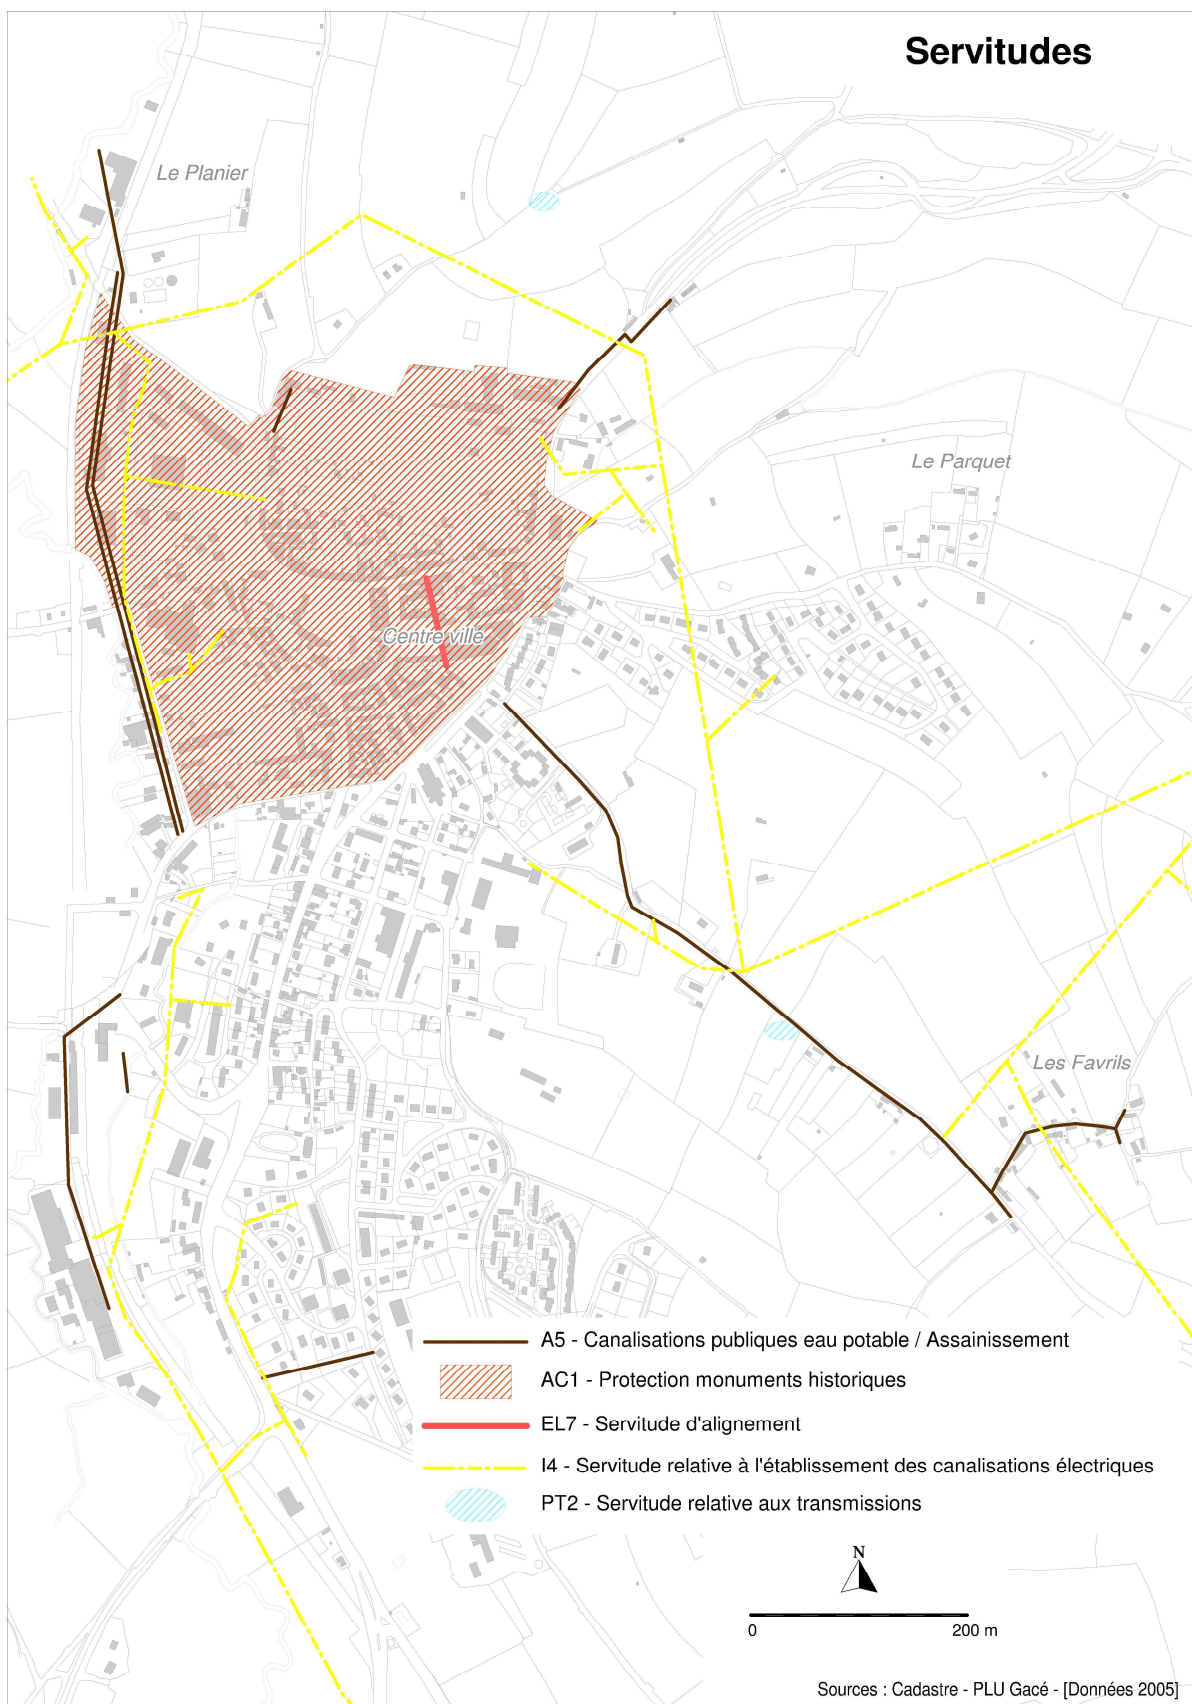 Servitudes
Le Planier
Le Parquet
Centre ville
Les Favrils
A5 - Canalisations publiques eau potable / Assainissement
AC1 - Protection monuments historiques
EL7 - Servitude d'alignement
I4 - Servitude relative à l'établissement des canalisations électriques
PT2 - Servitude relative aux transmissions
N
0 200 m
Sources : Cadastre - PLU Gacé - [Données 2005]